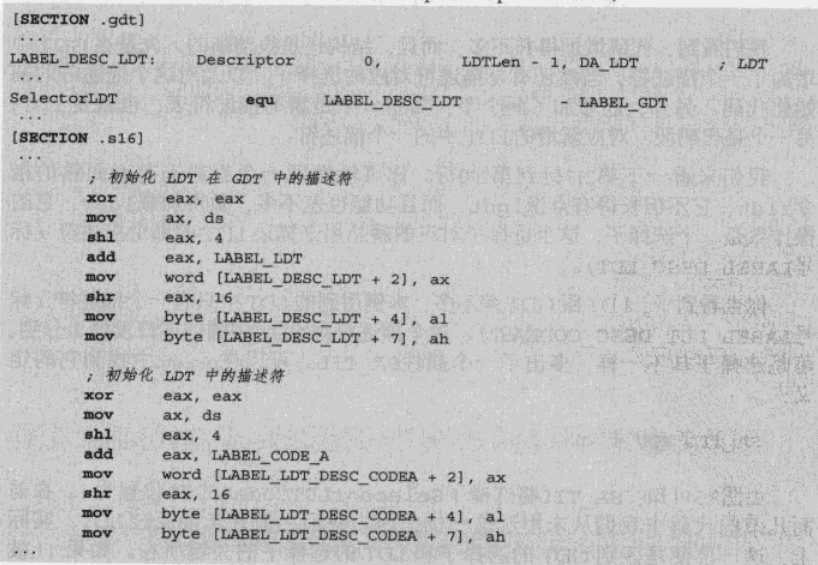 [SECTION .gdt]
....
LABEL_DESC_LDT: Descriptor 0, LDTLen - 1, DA_LDT ; LDT
....
SelectorLDT equ LABEL_DESC_LDT - LABEL_GDT
...
[SECTION .s16]
...
; 初始化 LDT 在 GDT 中的描述符
xor eax, eax
mov ax, ds
shl eax, 4
add eax, LABEL_LDT
mov word [LABEL_DESC_LDT + 2], ax
shr eax, 16
mov byte [LABEL_DESC_LDT + 4], al
mov byte [LABEL_DESC_LDT + 7], ah
; 初始化 LDT 中的描述符
xor eax, eax
mov ax, ds
shl eax, 4
add eax, LABEL_CODE_A
mov word [LABEL_LDT_DESC_CODEA + 2], ax
shr eax, 16
mov byte [LABEL_LDT_DESC_CODEA + 4], al
mov byte [LABEL_LDT_DESC_CODEA + 7], ah